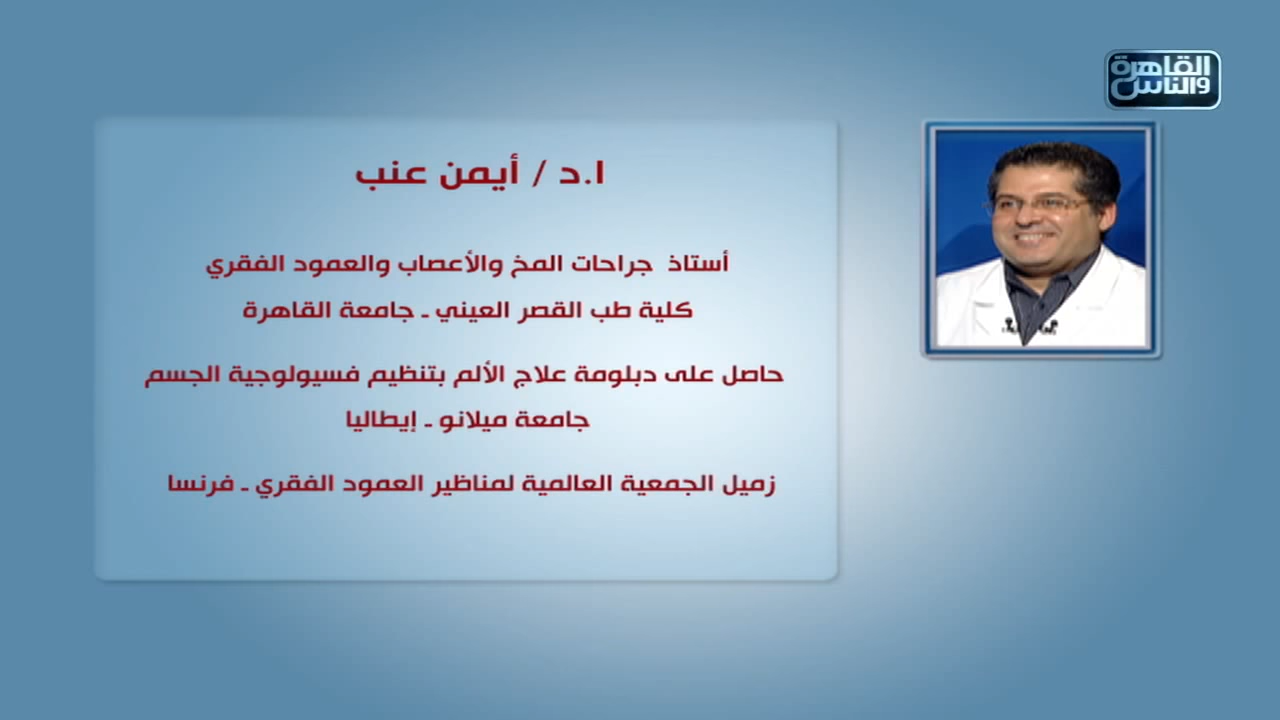 القاهرة
والناس
ا.د / أيمن عنب
أستاذ جراحات المخ والأعصاب والعمود الفقري
كلية طب القصر العيني - جامعة القاهرة
حاصل على دبلومة علاج الألم بتنظيم فسيولوجية الجسم
جامعة ميلانو - إيطاليا
زميل الجمعية العالمية لمناظير العمود الفقري - فرنسا